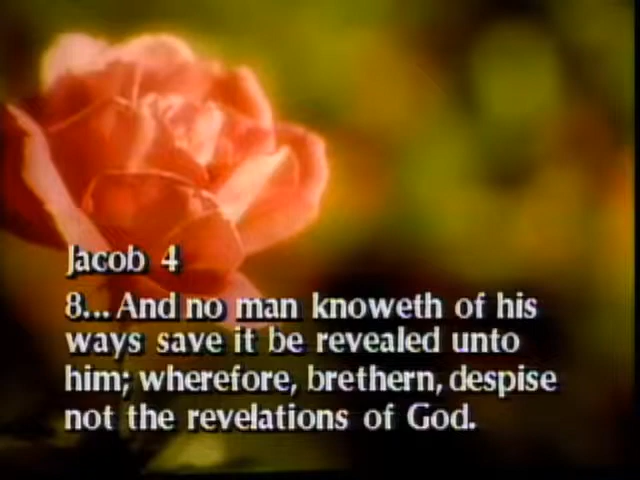 Jacob 4
8... And no man knoweth of his
ways save it be revealed unto
him; wherefore, brethern, despise
not the revelations of God.